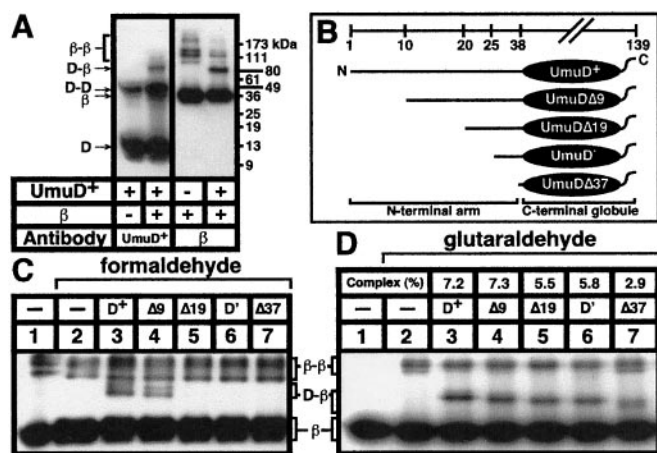 A
β-β
D-β
D-D
β
D
173 kDa
111
80
61
49
36
25
19
13
9
UmuD+ + + - +
β - + + +
Antibody UmuD+ β
B
1 10 20 25 38 139
N
C
UmuD+
UmuDΔ9
UmuDΔ19
UmuD'
UmuDΔ37
N-terminal arm C-terminal globule
C
formaldehyde
— — D+ Δ9 Δ19 D' Δ37
1 2 3 4 5 6 7
β-β
D-β
β
D
glutaraldehyde
Complex (%) 7.2 7.3 5.5 5.8 2.9
— — D+ Δ9 Δ19 D' Δ37
1 2 3 4 5 6 7